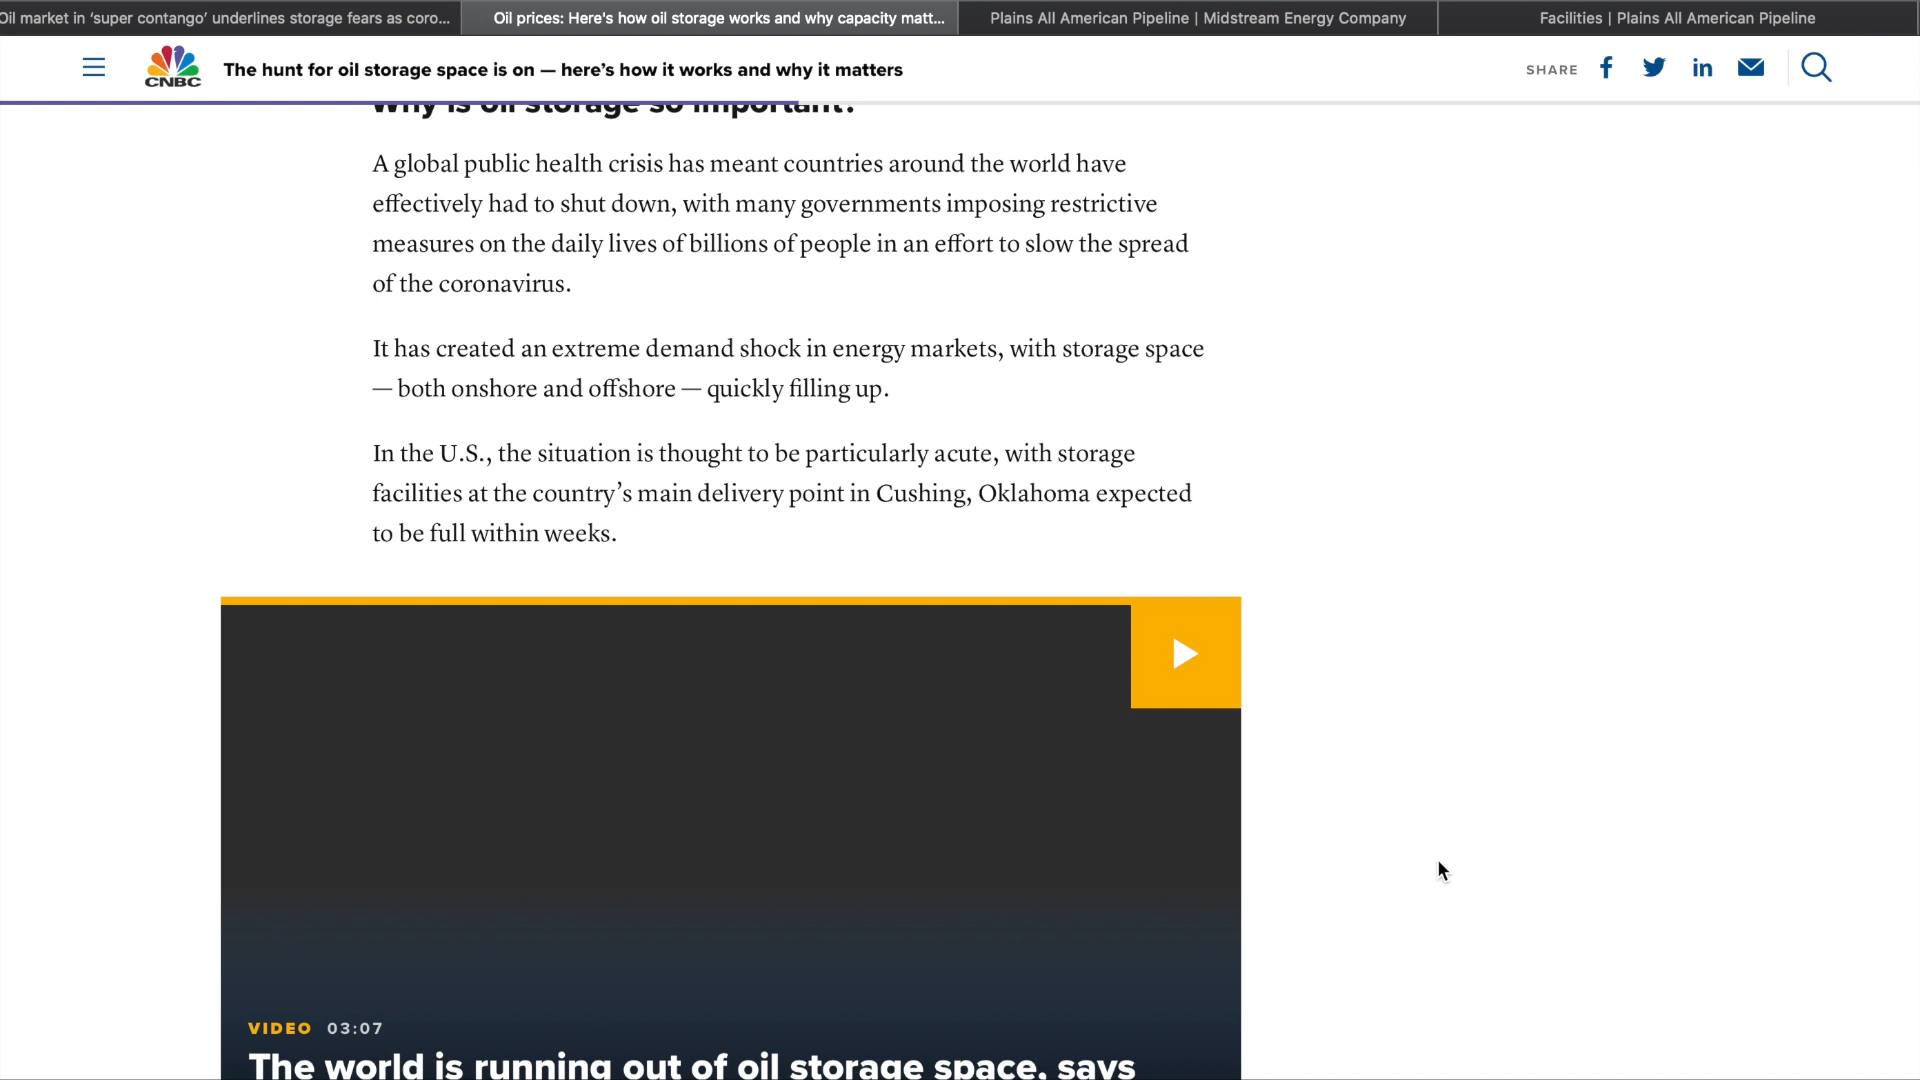 Oil market in ‘super contango’ underlines storage fears as coro...
Oil prices: Here's how oil storage works and why capacity matt...
Plains All American Pipeline | Midstream Energy Company
Facilities | Plains All American Pipeline
CNBC
The hunt for oil storage space is on — here’s how it works and why it matters
SHARE
Why is oil storage so important?
A global public health crisis has meant countries around the world have
effectively had to shut down, with many governments imposing restrictive
measures on the daily lives of billions of people in an effort to slow the spread
of the coronavirus.
It has created an extreme demand shock in energy markets, with storage space
— both onshore and offshore — quickly filling up.
In the U.S., the situation is thought to be particularly acute, with storage
facilities at the country’s main delivery point in Cushing, Oklahoma expected
to be full within weeks.
VIDEO 03:07
The world is running out of oil storage space, says